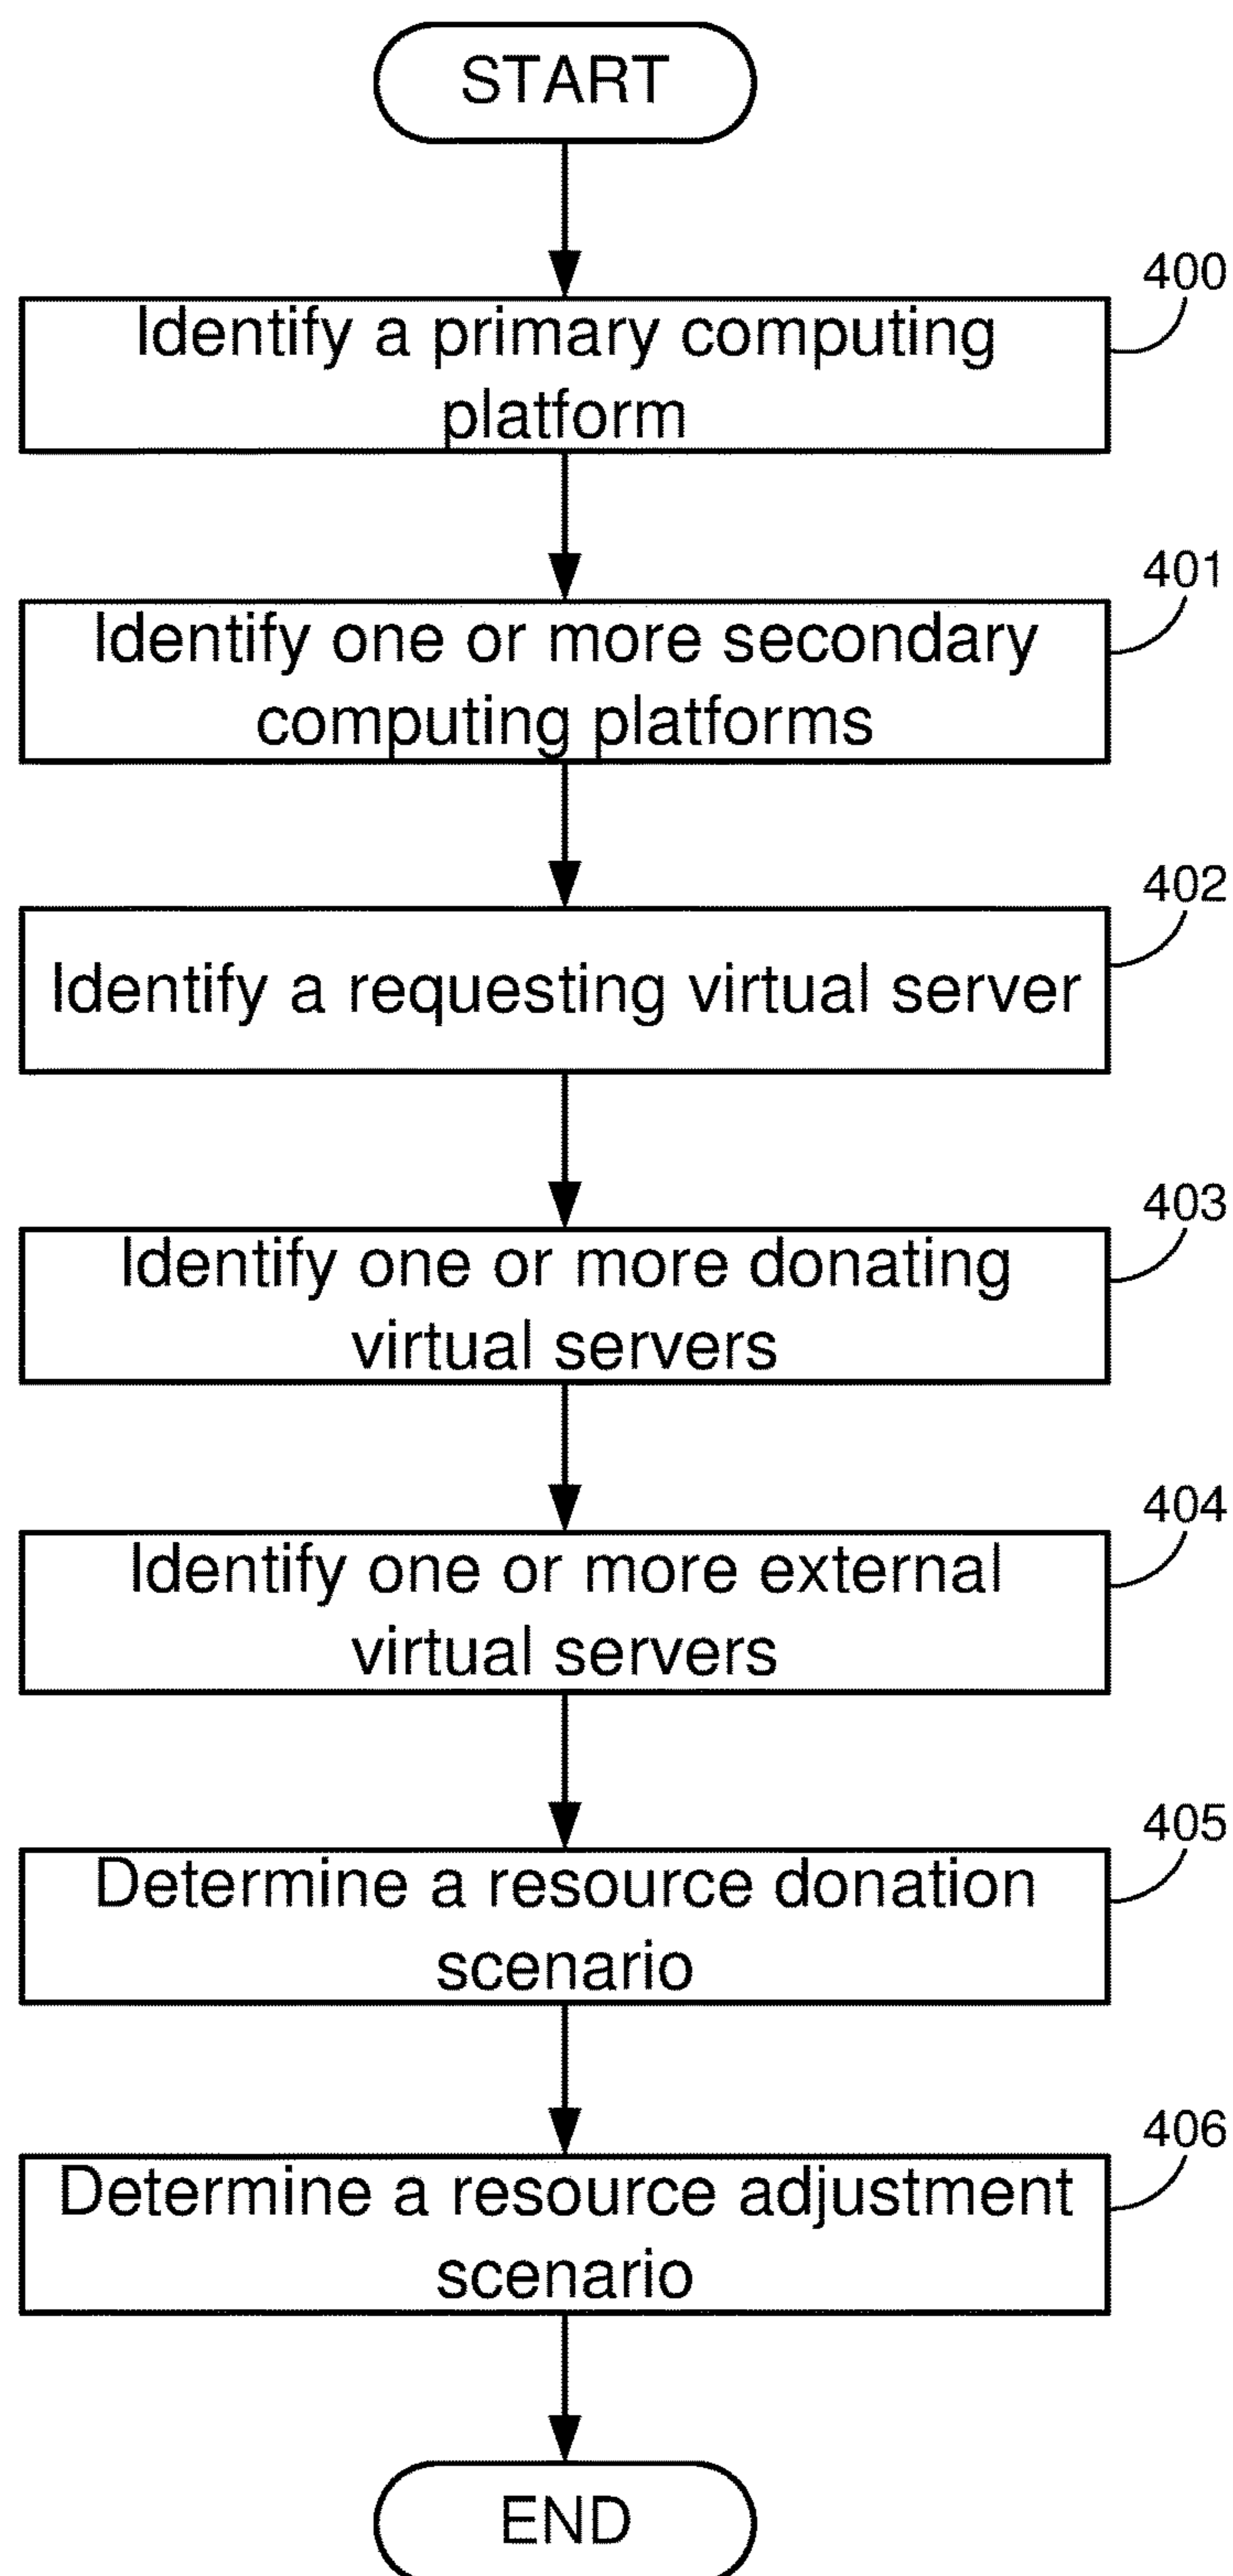 START
400
Identify a primary computing
platform
401
Identify one or more secondary
computing platforms
402
Identify a requesting virtual server
403
Identify one or more donating
virtual servers
404
Identify one or more external
virtual servers
405
Determine a resource donation
scenario
406
Determine a resource adjustment
scenario
END